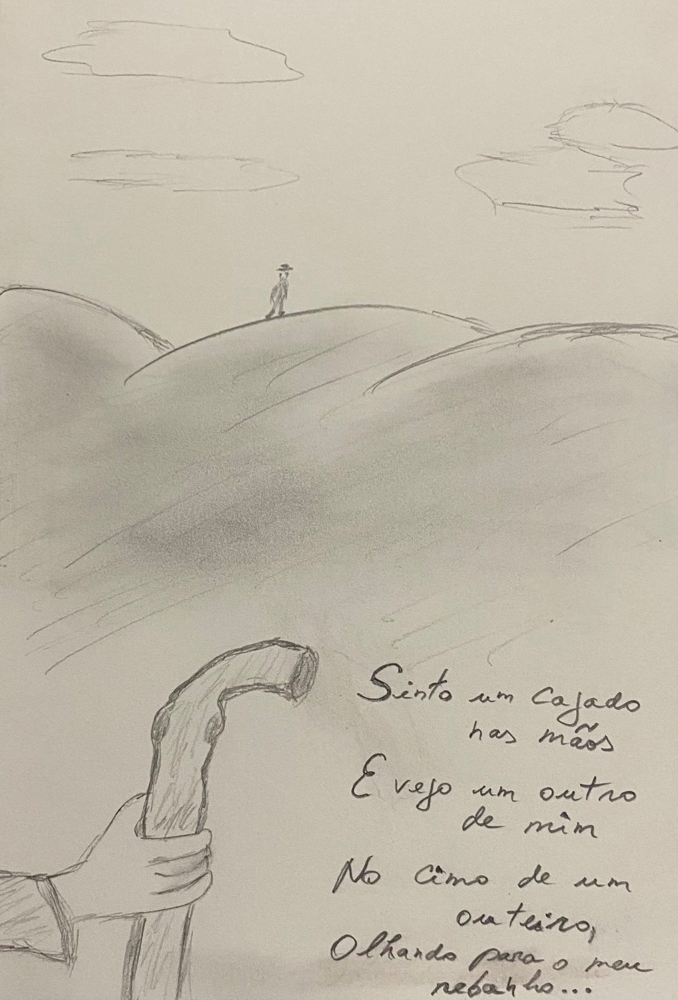 Sinto um cajado
nas mãos
E vejo um outro
de mim
No cimo de um
outeiro,
Olhando para o meu
rebanho...